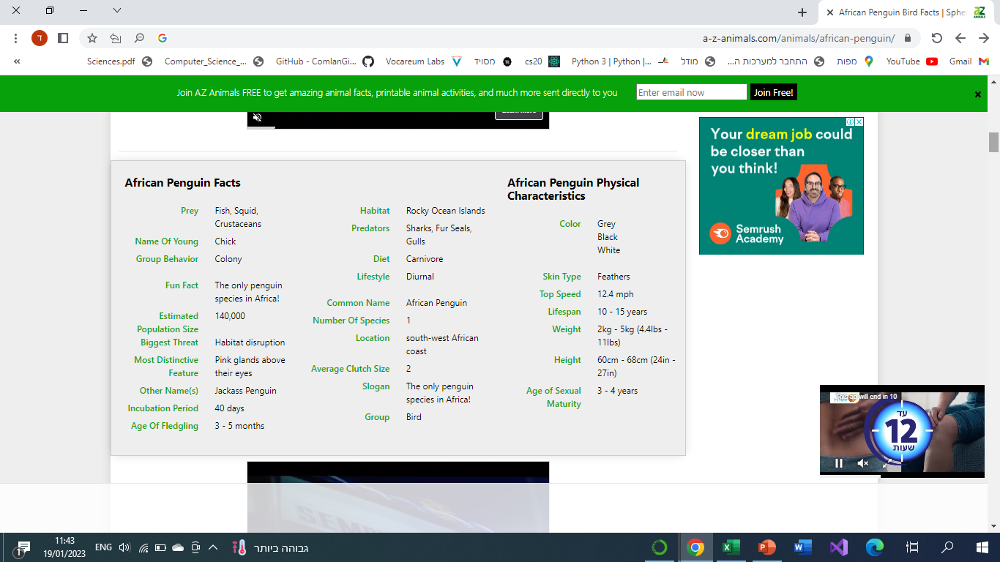 African Penguin Bird Facts | Sphe
a-z-animals.com/animals/african-penguin/
Sciences.pdf
Computer_Science_...
GitHub - ComlanGi...
Vocareum Labs
מסויד
cs20
Python 3 | Python |...
מודל
התחבר למערכות ה...
מפות
YouTube
Gmail
Join AZ Animals FREE to get amazing animal facts, printable animal activities, and much more sent directly to you
Enter email now
Join Free!
Your dream job could
be closer than
you think!
Semrush
Academy
African Penguin Facts
Prey Fish, Squid,
Crustaceans
Name Of Young Chick
Group Behavior Colony
Fun Fact The only penguin
species in Africa!
Estimated 140,000
Population Size
Biggest Threat Habitat disruption
Most Distinctive Pink glands above
Feature their eyes
Other Name(s) Jackass Penguin
Incubation Period 40 days
Age Of Fledgling 3 - 5 months
Habitat Rocky Ocean Islands
Predators Sharks, Fur Seals,
Gulls
Diet Carnivore
Lifestyle Diurnal
Common Name African Penguin
Number Of Species 1
Location south-west African
coast
Average Clutch Size 2
Slogan The only penguin
species in Africa!
Group Bird
African Penguin Physical
Characteristics
Color Grey
Black
White
Skin Type Feathers
Top Speed 12.4 mph
Lifespan 10 - 15 years
Weight 2kg - 5kg (4.4lbs -
11lbs)
Height 60cm - 68cm (24in -
27in)
Age of Sexual 3 - 4 years
Maturity
ad will end in 10
עד
12
שעות
11:43
19/01/2023
ENG
גבוהה ביותר
1